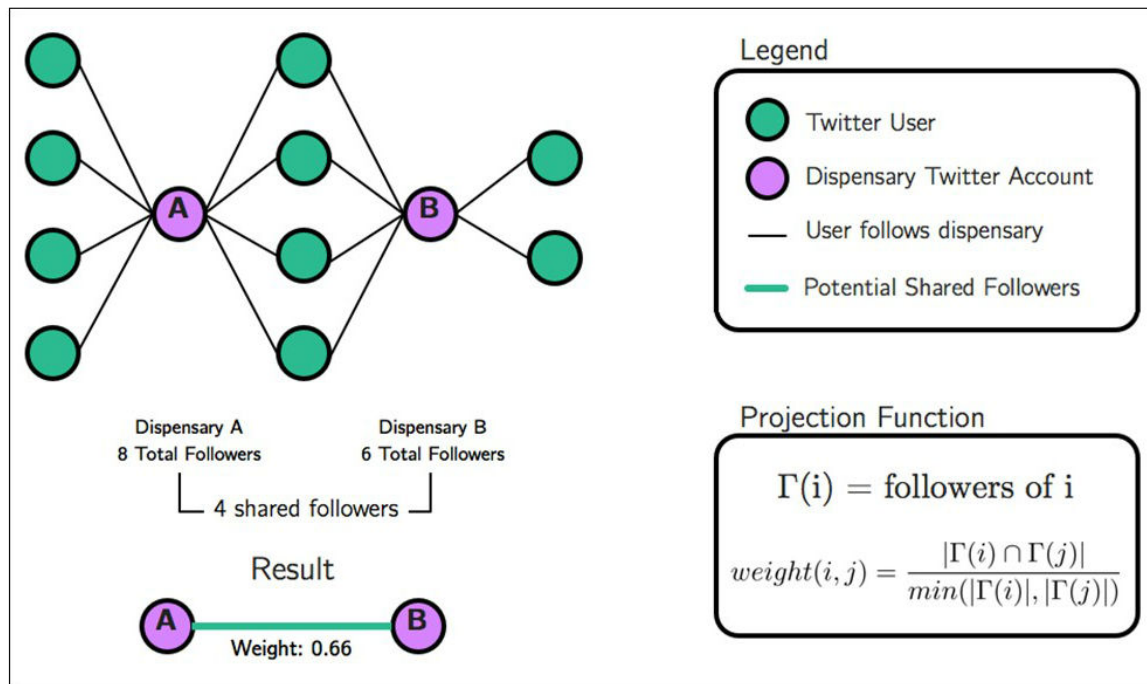 A
B
Dispensary A
8 Total Followers
Dispensary B
6 Total Followers
4 shared followers
Result
A
B
Weight: 0.66
Legend
Twitter User
Dispensary Twitter Account
User follows dispensary
Potential Shared Followers
Projection Function
Γ(i) = followers of i
weight(i, j) = |Γ(i) ∩ Γ(j)| / min(|Γ(i)|, |Γ(j)|)